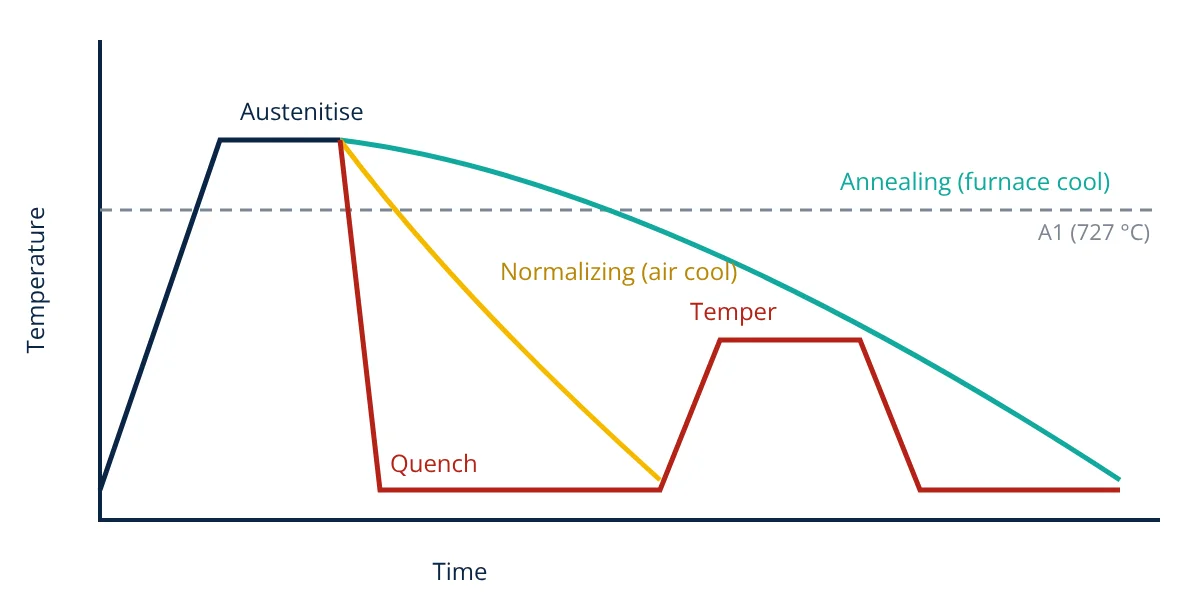 Austenitise
Annealing (furnace cool)
A1 (727 °C)
Temperature
Normalizing (air cool)
Temper
Quench
Time